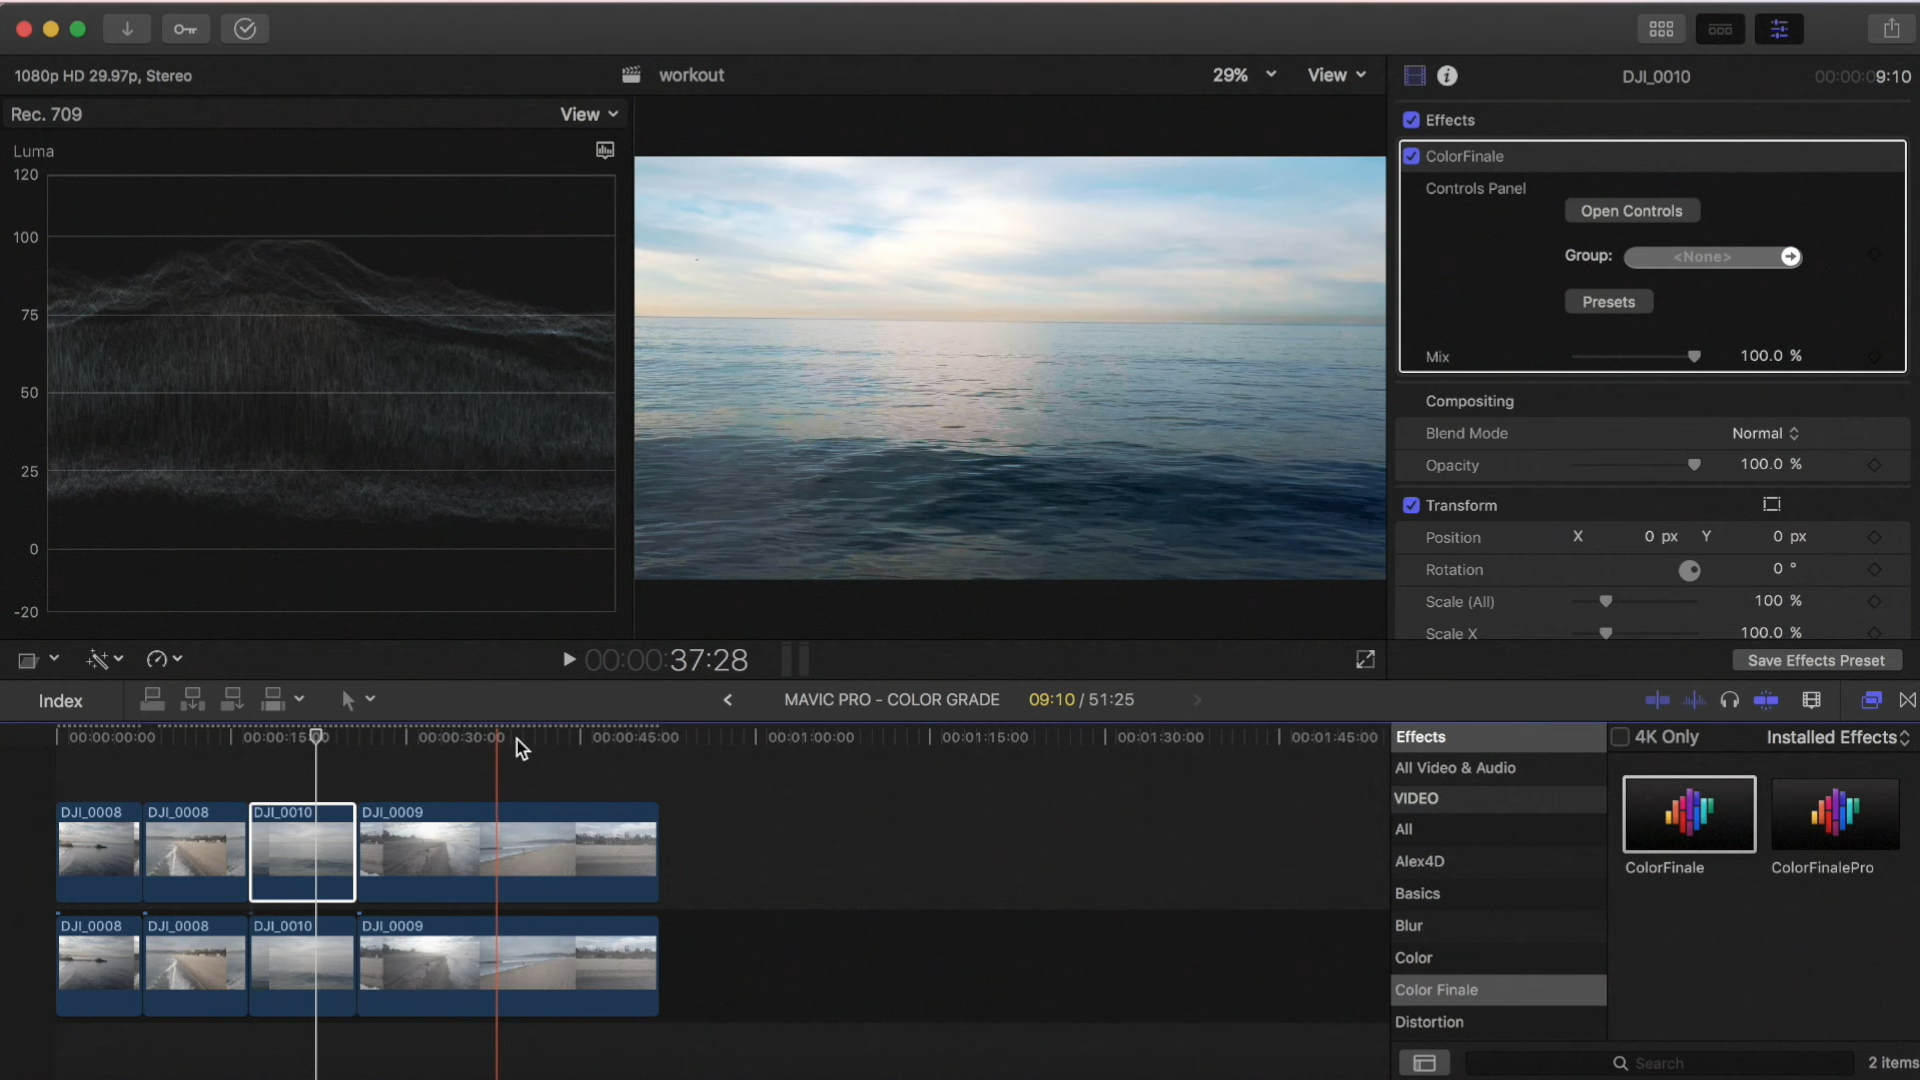 1080p HD 29.97p, Stereo
workout
29%
View
DJI_0010
00:00:09:10
Rec. 709
View
Luma
120
100
75
50
25
0
-20
Effects
ColorFinale
Controls Panel
Open Controls
Group:
<None>
Presets
Mix
100.0 %
Compositing
Blend Mode
Normal
Opacity
100.0 %
Transform
Position
X
0 px
Y
0 px
Rotation
0 °
Scale (All)
100 %
Scale X
100.0 %
00:00:37:28
Save Effects Preset
Index
MAVIC PRO - COLOR GRADE
09:10 / 51:25
00:00:00:00
00:00:15:00
00:00:30:00
00:00:45:00
00:01:00:00
00:01:15:00
00:01:30:00
00:01:45:00
DJI_0008
DJI_0008
DJI_0010
DJI_0009
DJI_0008
DJI_0008
DJI_0010
DJI_0009
Effects
4K Only
Installed Effects
All Video & Audio
VIDEO
All
Alex4D
Basics
Blur
Color
Color Finale
Distortion
ColorFinale
ColorFinalePro
Search
2 items